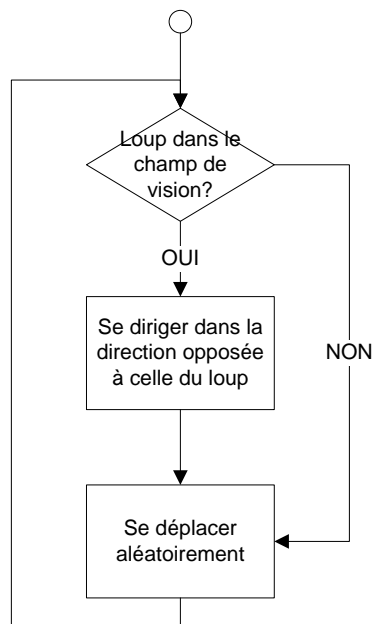 Loup dans le
champ de
vision?
OUI
Se diriger dans la
direction opposée
à celle du loup
NON
Se déplacer
aléatoirement